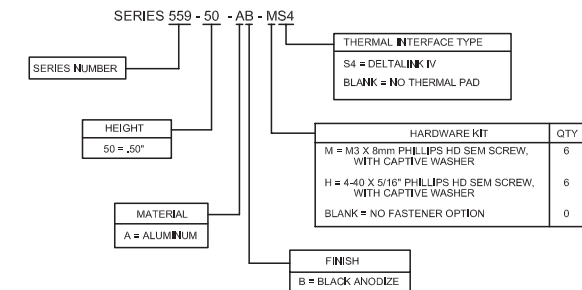 SERIES 559 - 50 - AB - MS4
THERMAL INTERFACE TYPE
S4 = DELTALINK IV
BLANK = NO THERMAL PAD
SERIES NUMBER
HEIGHT
50 = .50"
HARDWARE KIT QTY
M = M3 X 8mm PHILLIPS HD SEM SCREW, 6
WITH CAPTIVE WASHER
H = 4-40 X 5/16" PHILLIPS HD SEM SCREW, 6
WITH CAPTIVE WASHER
BLANK = NO FASTENER OPTION 0
MATERIAL
A = ALUMINUM
FINISH
B = BLACK ANODIZE